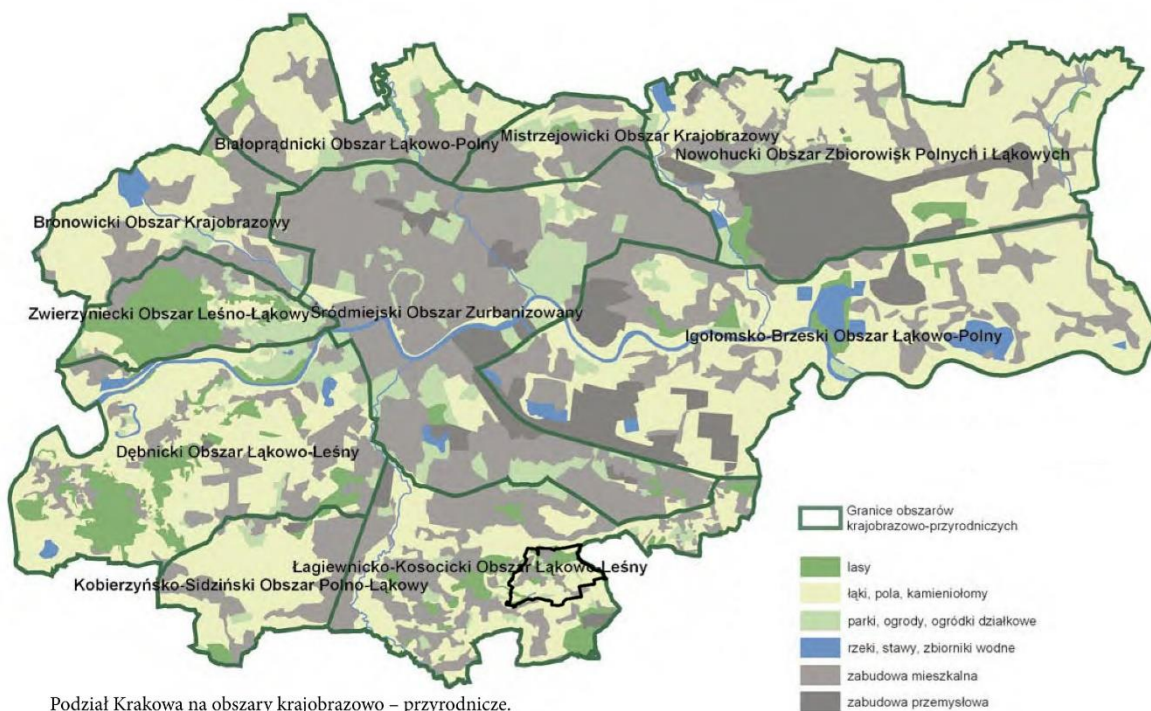 Białoprądnicki Obszar Łąkowo-Polny
Mistrzejowicki Obszar Krajobrazowy
Nowohucki Obszar Zbiorowisk Polnych i Łąkowych
Bronowicki Obszar Krajobrazowy
Zwierzyniecki Obszar Leśno-Łąkowy
Śródmiejski Obszar Zurbanizowany
Igołomsko-Brzeski Obszar Łąkowo-Polny
Dębnicki Obszar Łąkowo-Leśny
Łagiewnicko-Kosocicki Obszar Łąkowo-Leśny
Kobierzyńsko-Sidziński Obszar Polno-Łąkowy
Granice obszarów
krajobrazowo-przyrodniczych
lasy
łąki, pola, kamieniołomy
parki, ogrody, ogródki działkowe
rzeki, stawy, zbiorniki wodne
zabudowa mieszkalna
zabudowa przemysłowa
Podział Krakowa na obszary krajobrazowo – przyrodnicze.